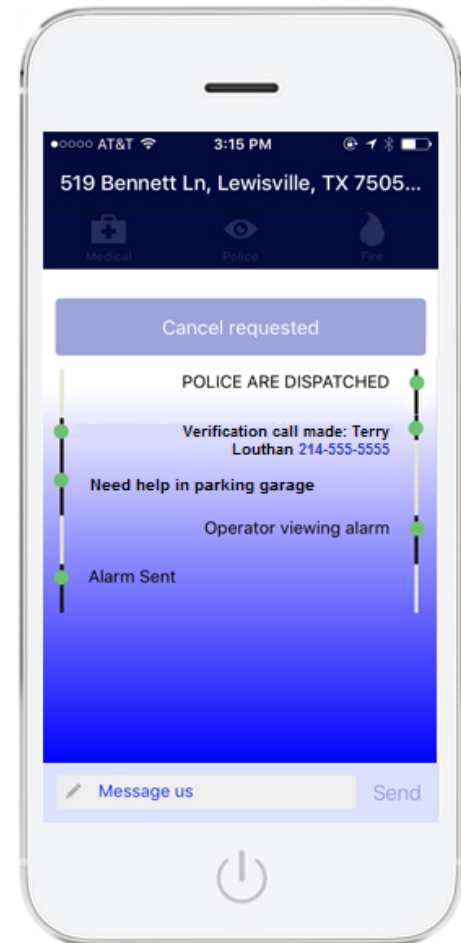 AT&T 3:15 PM
519 Bennett Ln, Lewisville, TX 7505...
Medical Police Fire
Cancel requested
POLICE ARE DISPATCHED
Verification call made: Terry
Louthan 214-555-5555
Need help in parking garage
Operator viewing alarm
Alarm Sent
Message us Send